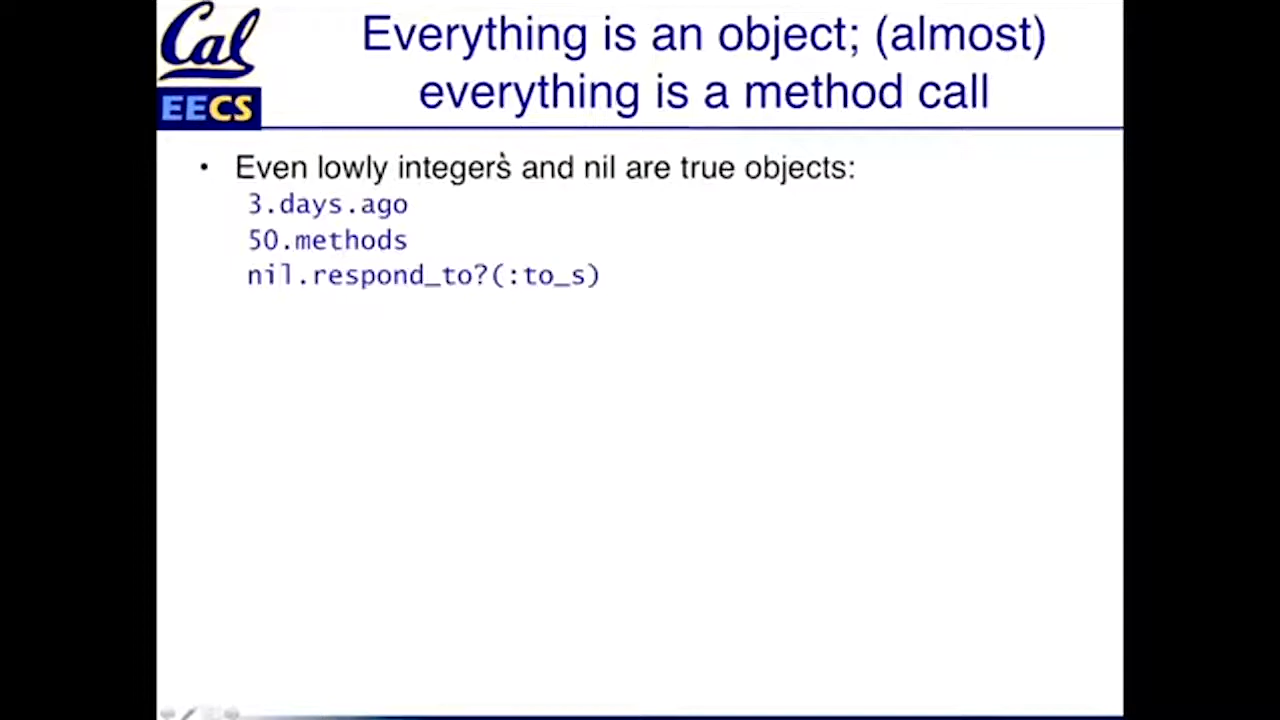 Cal
EECS
Everything is an object; (almost)
everything is a method call
• Even lowly integers and nil are true objects:
3.days.ago
50.methods
nil.respond_to?(:to_s)